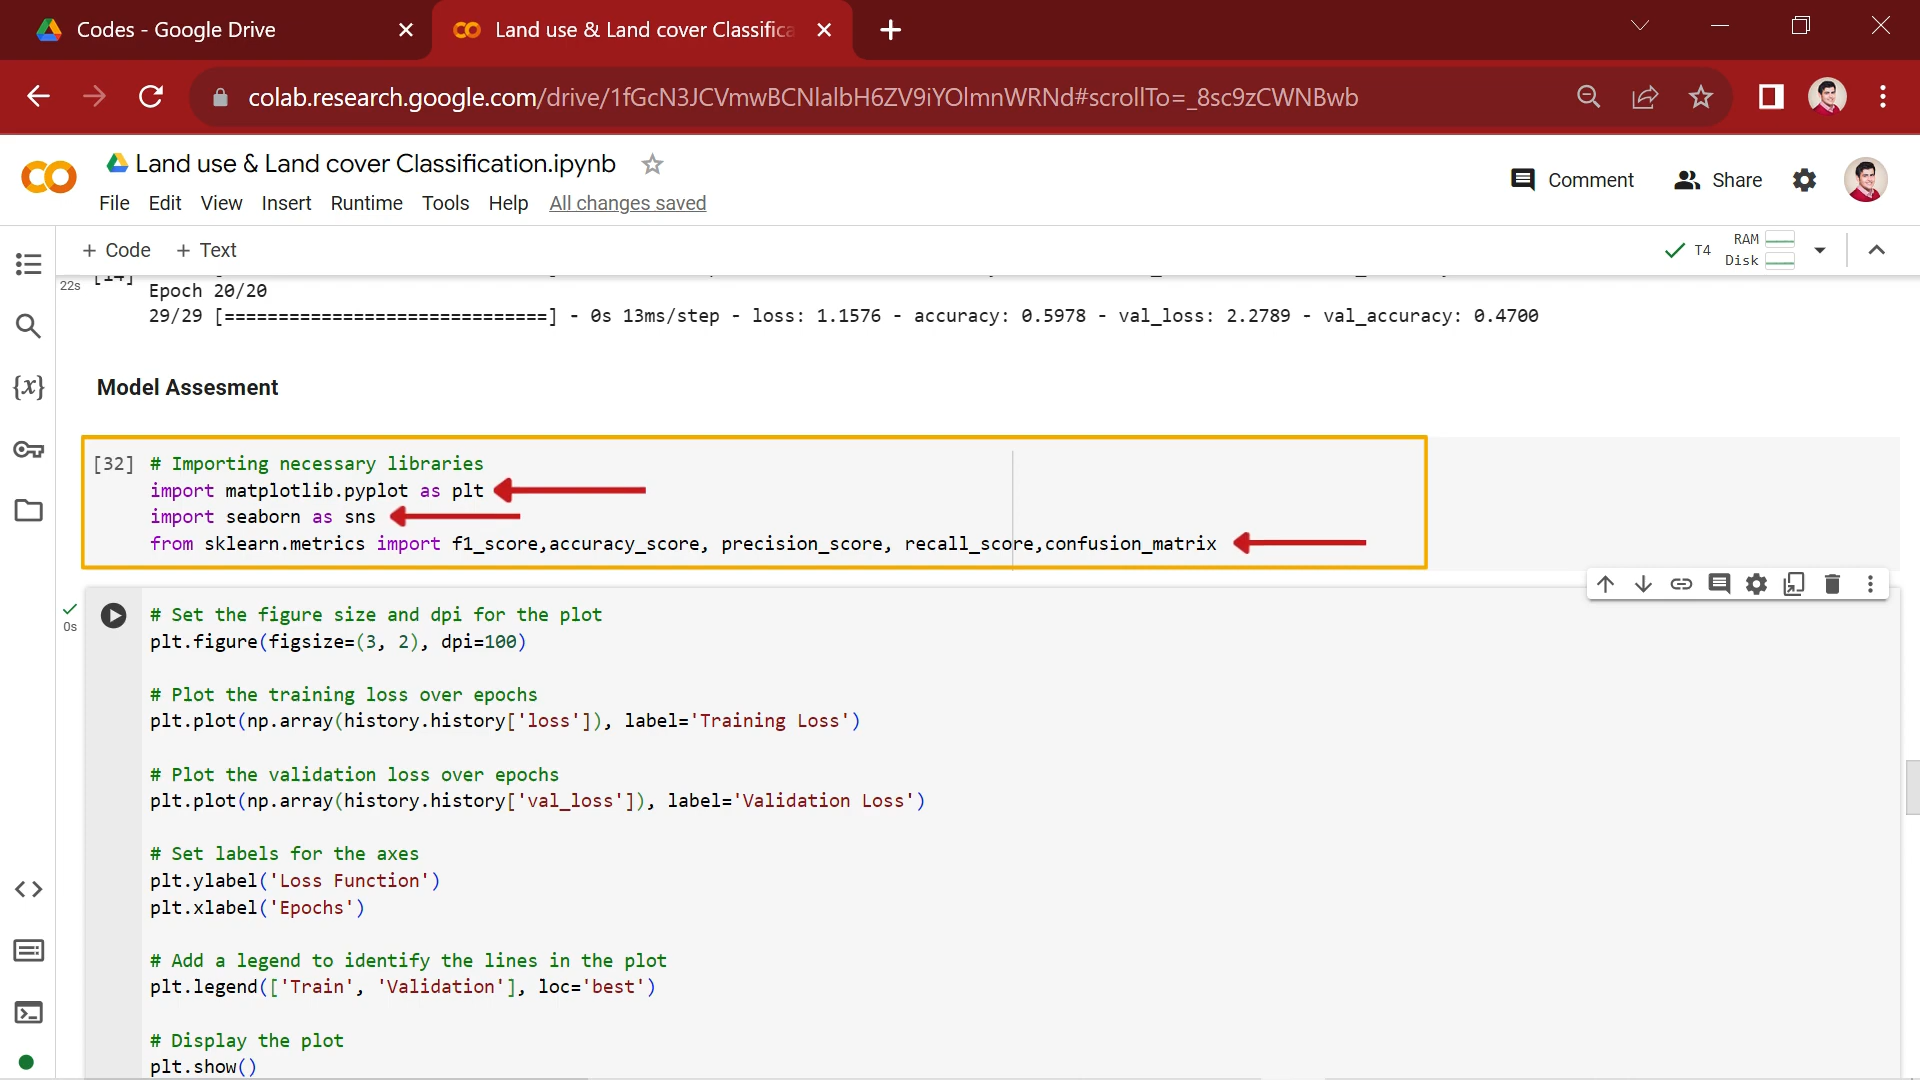 Codes - Google Drive
Land use & Land cover Classifica
colab.research.google.com/drive/1fGcN3JCVmwBCNlalbH6ZV9iYOlmnWRNd#scrollTo=_8sc9zCWNBwb
Land use & Land cover Classification.ipynb
Comment
Share
File Edit View Insert Runtime Tools Help All changes saved
+ Code + Text
T4
RAM
Disk
22s
[14]
Epoch 20/20
29/29 [==============================] - 0s 13ms/step - loss: 1.1576 - accuracy: 0.5978 - val_loss: 2.2789 - val_accuracy: 0.4700
{x}
Model Assesment
[32] # Importing necessary libraries
import matplotlib.pyplot as plt
import seaborn as sns
from sklearn.metrics import f1_score,accuracy_score, precision_score, recall_score,confusion_matrix
0s
# Set the figure size and dpi for the plot
plt.figure(figsize=(3, 2), dpi=100)
# Plot the training loss over epochs
plt.plot(np.array(history.history['loss']), label='Training Loss')
# Plot the validation loss over epochs
plt.plot(np.array(history.history['val_loss']), label='Validation Loss')
# Set labels for the axes
plt.ylabel('Loss Function')
plt.xlabel('Epochs')
# Add a legend to identify the lines in the plot
plt.legend(['Train', 'Validation'], loc='best')
# Display the plot
plt.show()